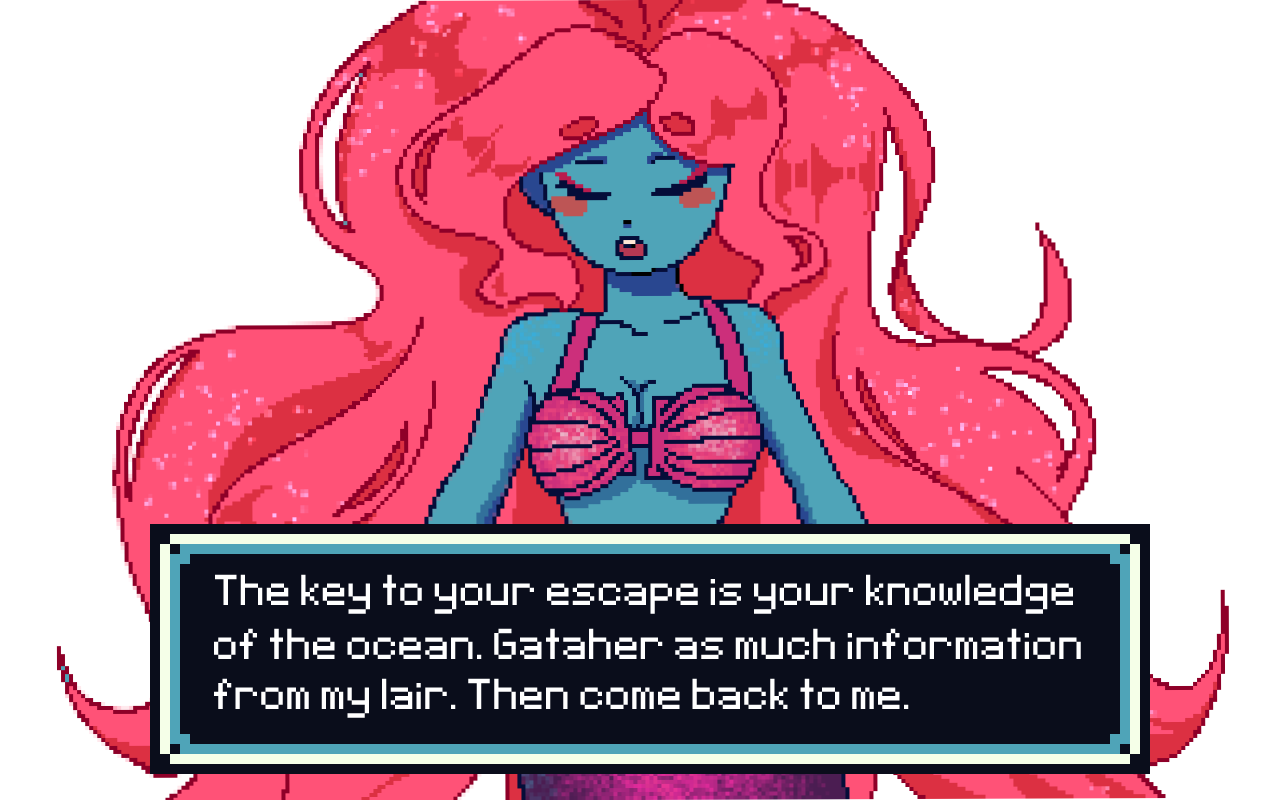 The key to your escape is your knowledge
of the ocean. Gataher as much information
from my lair. Then come back to me.